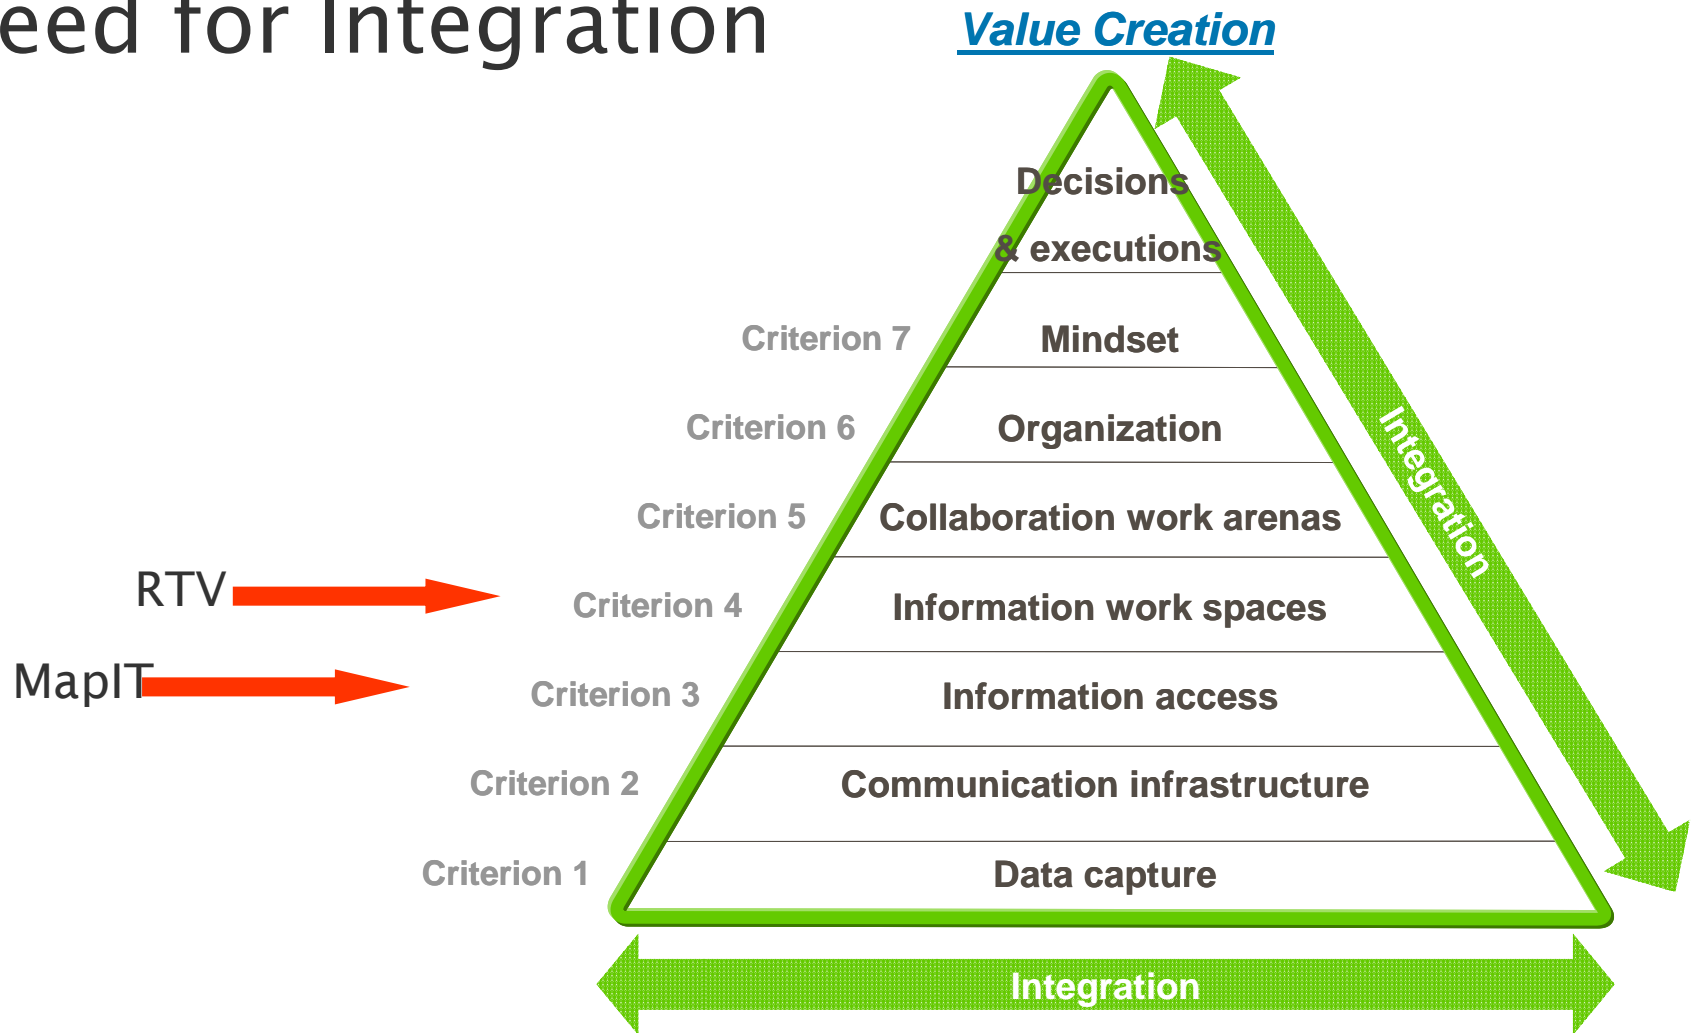 eed for Integration
Value Creation
Decisions
& executions
Criterion 7 Mindset
Criterion 6 Organization
Criterion 5 Collaboration work arenas
RTV Criterion 4 Information work spaces
MapIT Criterion 3 Information access
Criterion 2 Communication infrastructure
Criterion 1 Data capture
Integration
Integration